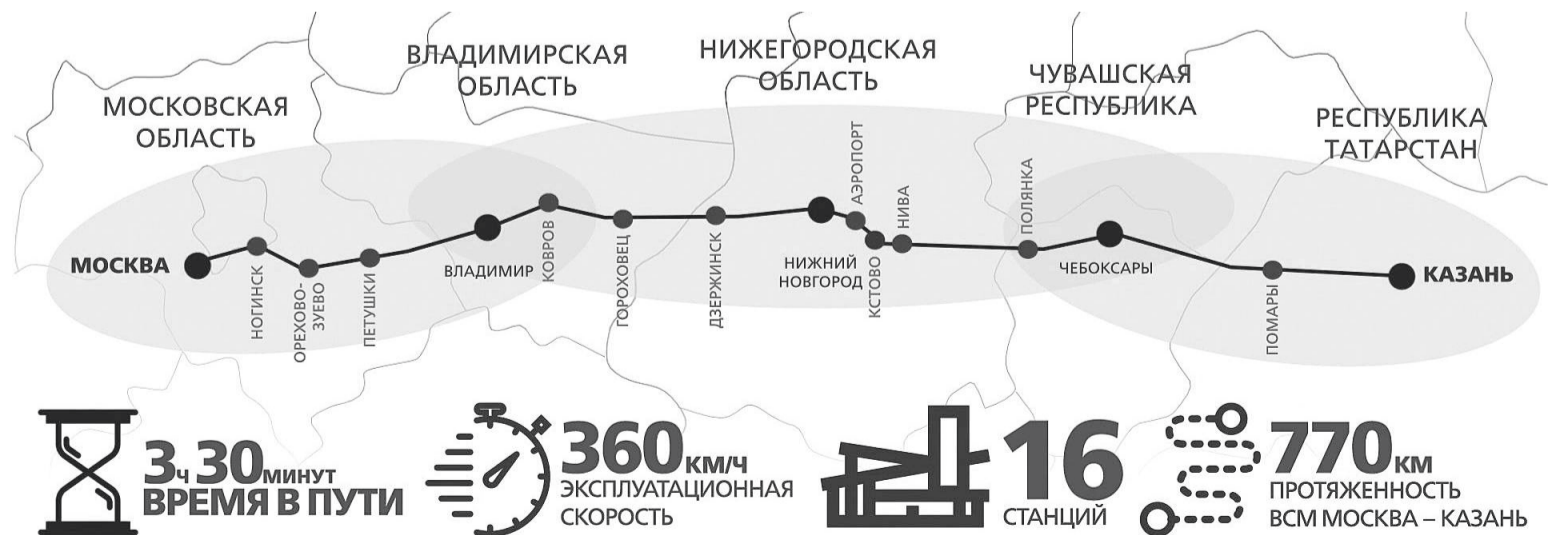 МОСКОВСКАЯ
ОБЛАСТЬ
ВЛАДИМИРСКАЯ
ОБЛАСТЬ
НИЖЕГОРОДСКАЯ
ОБЛАСТЬ
ЧУВАШСКАЯ
РЕСПУБЛИКА
РЕСПУБЛИКА
ТАТАРСТАН
МОСКВА
НОГИНСК
ОРЕХОВО-
ЗУЕВО
ПЕТУШКИ
ВЛАДИМИР
КОВРОВ
ГОРОХОВЕЦ
ДЗЕРЖИНСК
НИЖНИЙ
НОВГОРОД
АЭРОПОРТ
КСТОВО
НИВА
ПОЛЯНКА
ЧЕБОКСАРЫ
ПОМАРЫ
КАЗАНЬ
3ч 30минут
ВРЕМЯ В ПУТИ
360км/ч
ЭКСПЛУАТАЦИОННАЯ
СКОРОСТЬ
16
СТАНЦИЙ
770км
ПРОТЯЖЕННОСТЬ
ВСМ МОСКВА – КАЗАНЬ